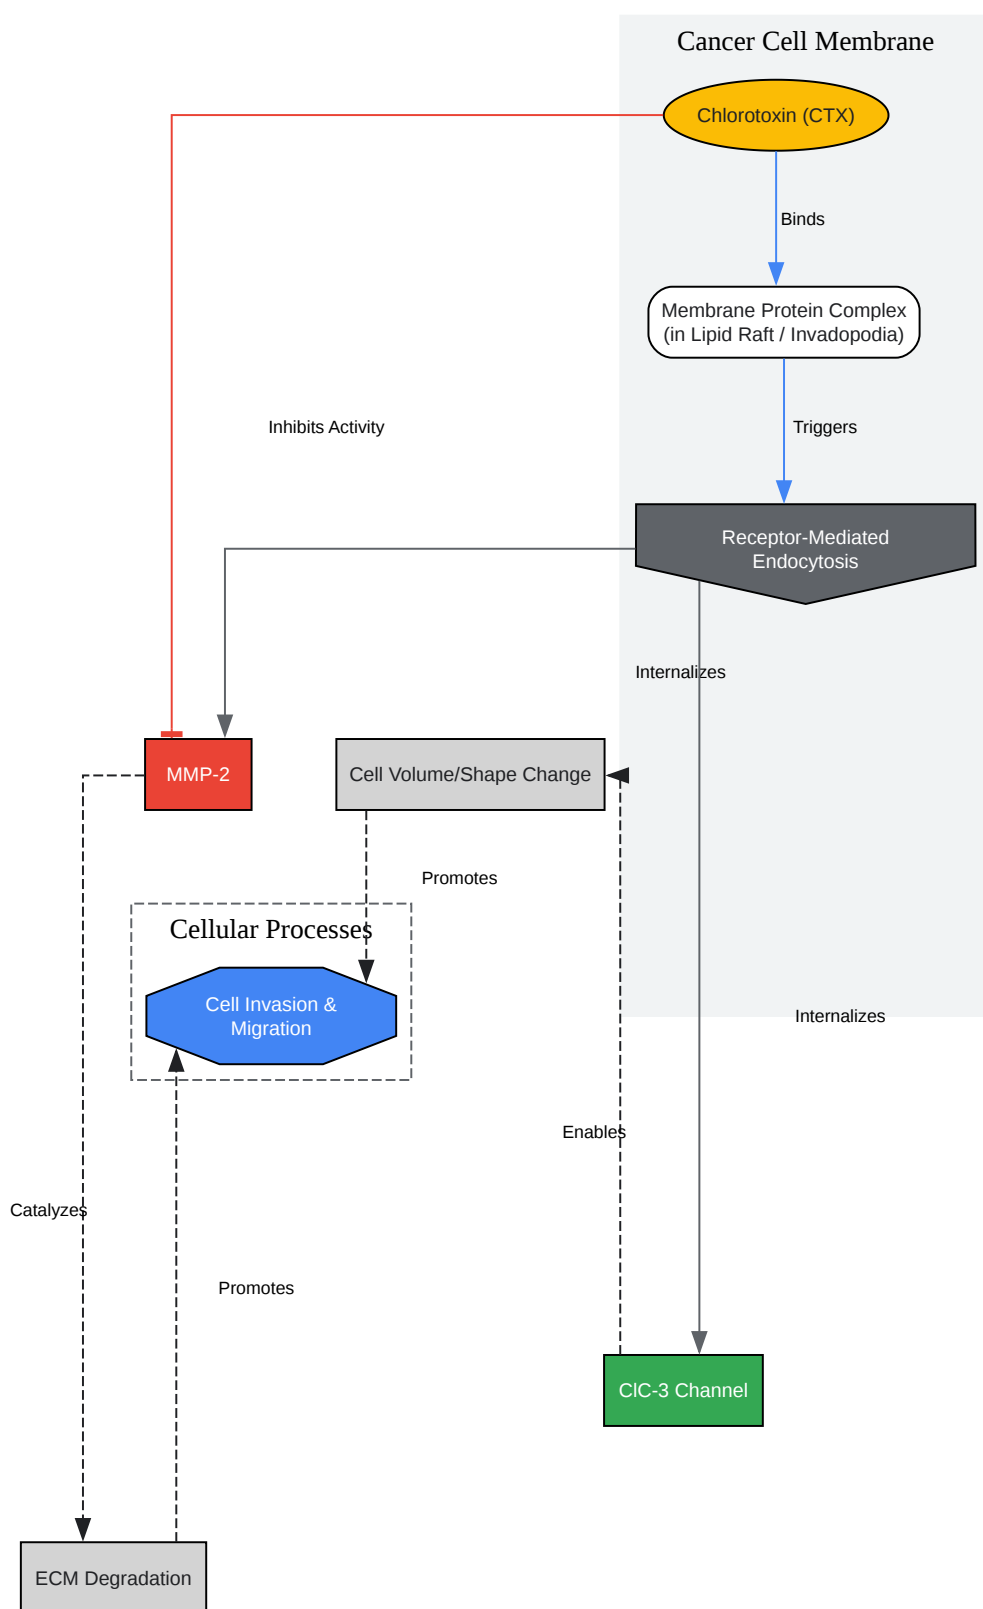 Cancer Cell Membrane
Chlorotoxin (CTX)
Binds
Membrane Protein Complex
(in Lipid Raft / Invadopodia)
Inhibits Activity
Triggers
Receptor-Mediated
Endocytosis
Internalizes
MMP-2
Cell Volume/Shape Change
Promotes
Cellular Processes
Cell Invasion &
Migration
Internalizes
Enables
Catalyzes
Promotes
ClC-3 Channel
ECM Degradation